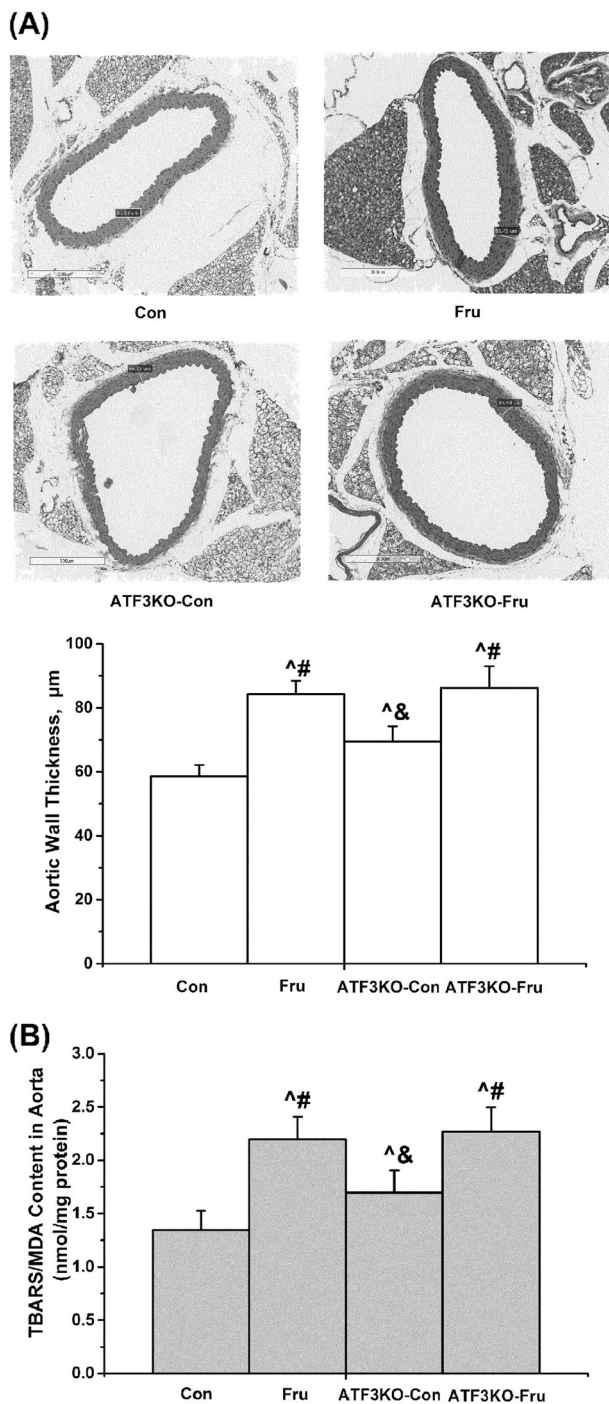 (A)
Con
Fru
ATF3KO-Con
ATF3KO-Fru
100
^#
^#
80
^&
60
40
20
0
Aortic Wall Thickness, µm
Con
Fru
ATF3KO-Con
ATF3KO-Fru
(B)
3.0
^#
^#
2.5
^&
2.0
1.5
1.0
0.5
0.0
TBARS/MDA Content in Aorta
(nmol/mg protein)
Con
Fru
ATF3KO-Con
ATF3KO-Fru